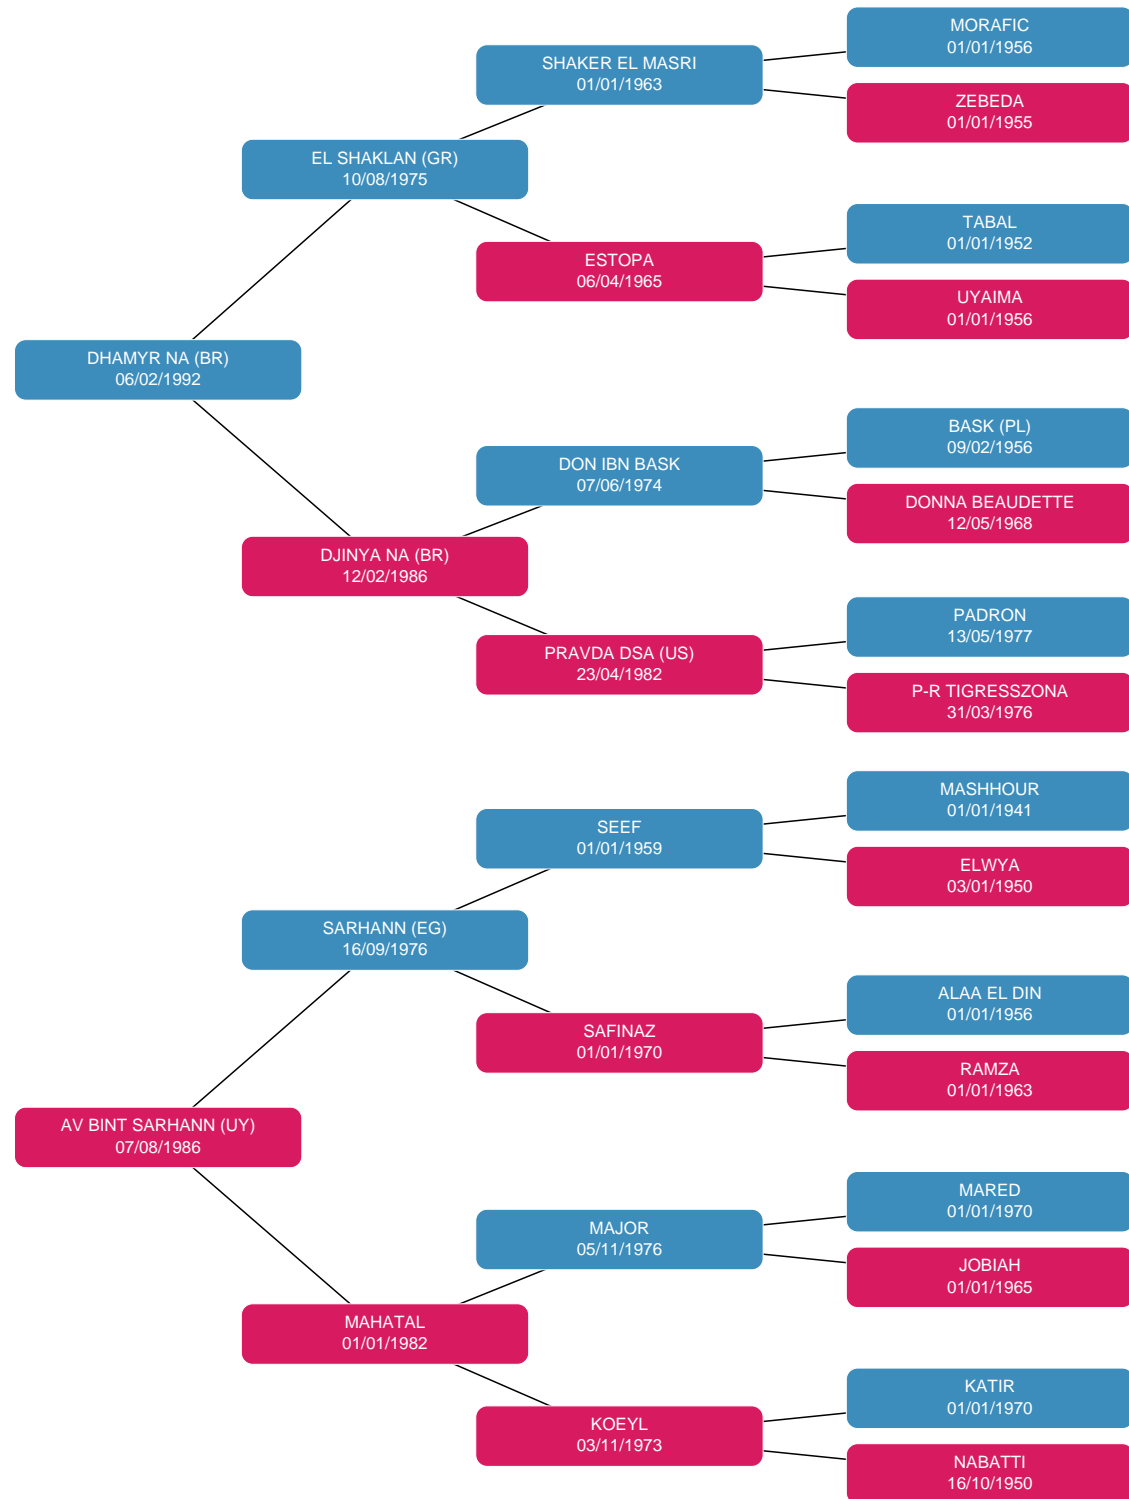 MORAFIC
01/01/1956
SHAKER EL MASRI
01/01/1963
ZEBEDA
01/01/1955
EL SHAKLAN (GR)
10/08/1975
TABAL
01/01/1952
ESTOPA
06/04/1965
UYAIMA
01/01/1956
DHAMYR NA (BR)
06/02/1992
BASK (PL)
09/02/1956
DON IBN BASK
07/06/1974
DONNA BEAUDETTE
12/05/1968
DJINYA NA (BR)
12/02/1986
PADRON
13/05/1977
PRAVDA DSA (US)
23/04/1982
P-R TIGRESSZONA
31/03/1976
MASHHOUR
01/01/1941
SEEF
01/01/1959
ELWYA
03/01/1950
SARHANN (EG)
16/09/1976
ALAA EL DIN
01/01/1956
SAFINAZ
01/01/1970
RAMZA
01/01/1963
AV BINT SARHANN (UY)
07/08/1986
MARED
01/01/1970
MAJOR
05/11/1976
JOBIAH
01/01/1965
MAHATAL
01/01/1982
KATIR
01/01/1970
KOEYL
03/11/1973
NABATTI
16/10/1950